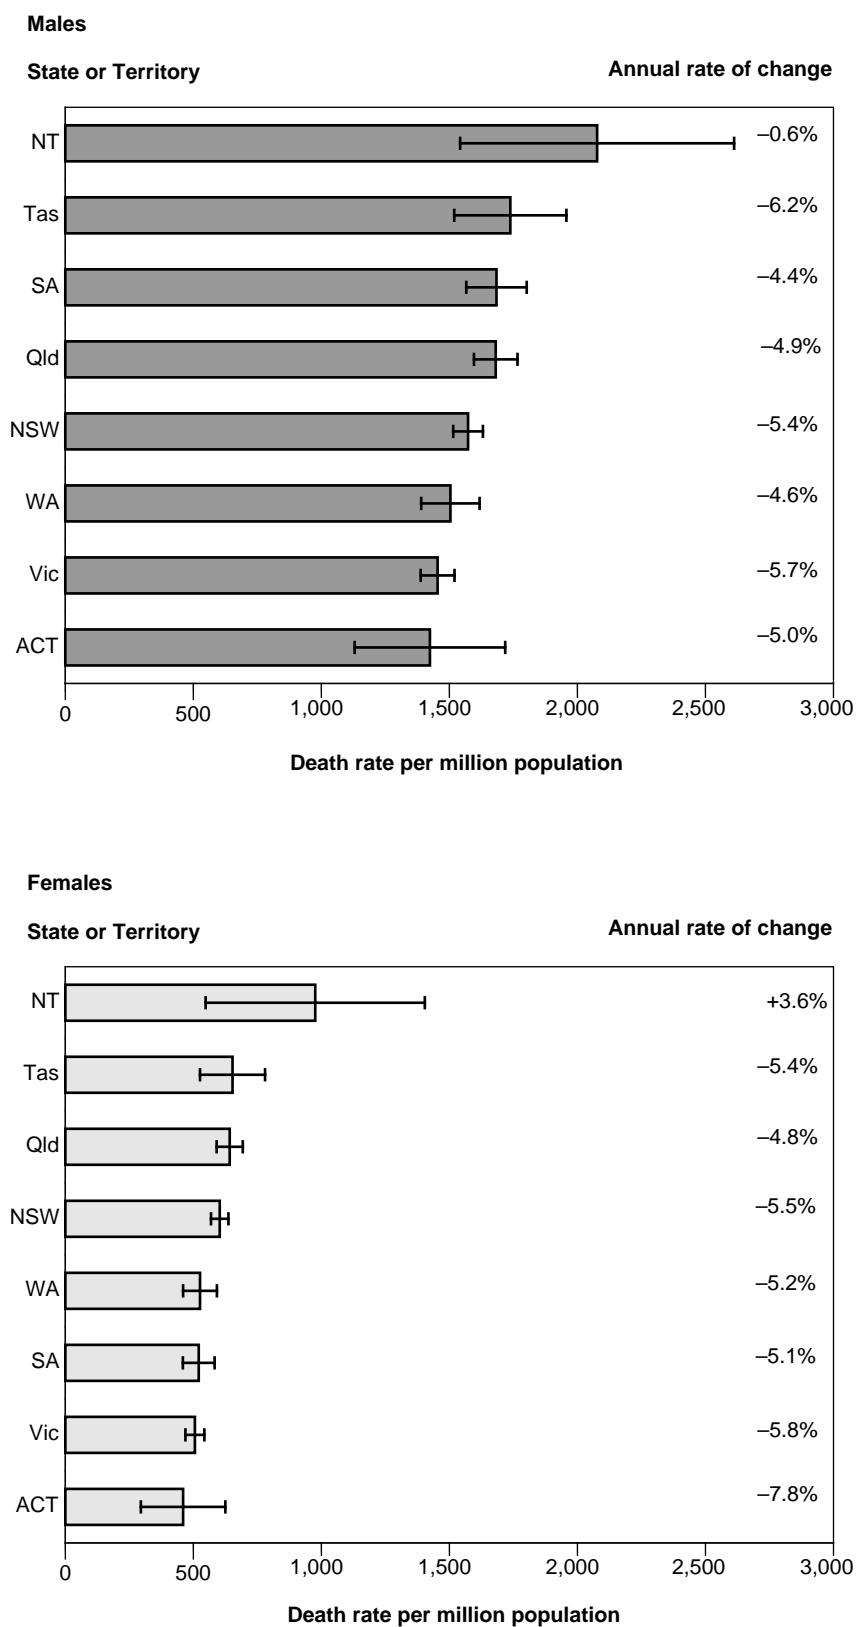 Males
State or Territory Annual rate of change
NT –0.6%
Tas –6.2%
SA –4.4%
Qld –4.9%
NSW –5.4%
WA –4.6%
Vic –5.7%
ACT –5.0%
0 500 1,000 1,500 2,000 2,500 3,000
Death rate per million population
Females
State or Territory Annual rate of change
NT +3.6%
Tas –5.4%
Qld –4.8%
NSW –5.5%
WA –5.2%
SA –5.1%
Vic –5.8%
ACT –7.8%
0 500 1,000 1,500 2,000 2,500 3,000
Death rate per million population